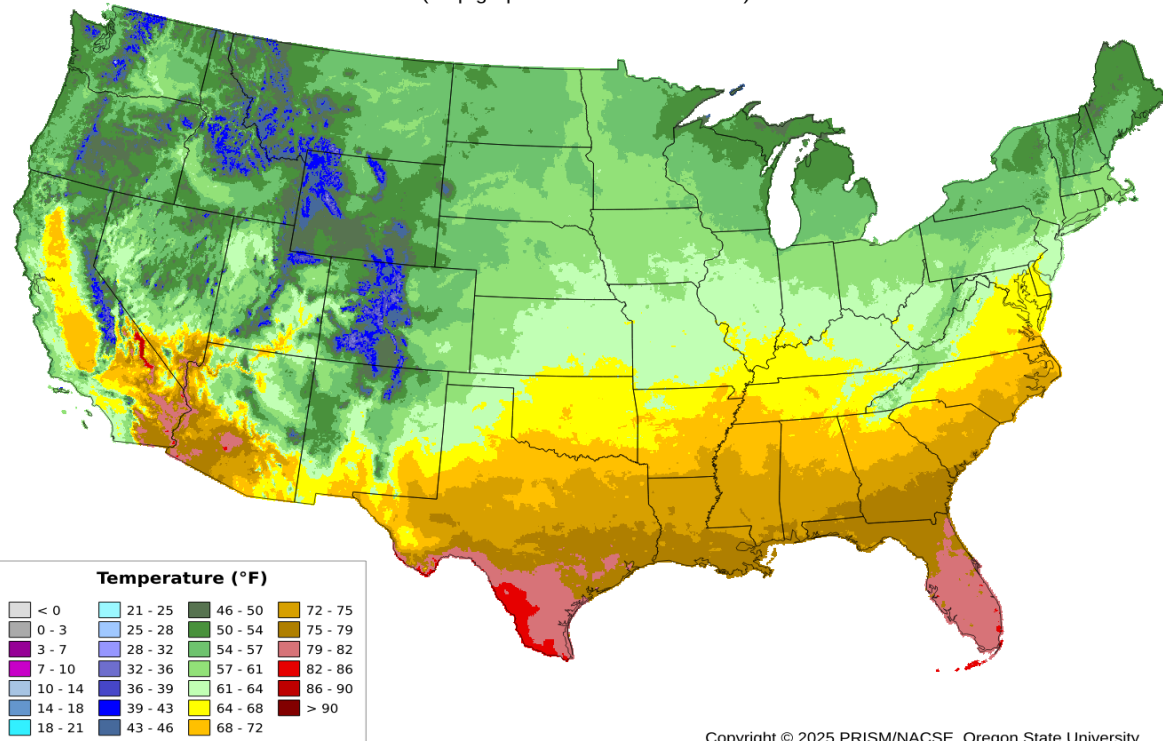 Temperature (°F)
< 0
0 - 3
3 - 7
7 - 10
10 - 14
14 - 18
18 - 21
21 - 25
25 - 28
28 - 32
32 - 36
36 - 39
39 - 43
43 - 46
46 - 50
50 - 54
54 - 57
57 - 61
61 - 64
64 - 68
68 - 72
72 - 75
75 - 79
79 - 82
82 - 86
86 - 90
> 90
Copyright © 2025 PRISM/NACSE, Oregon State University